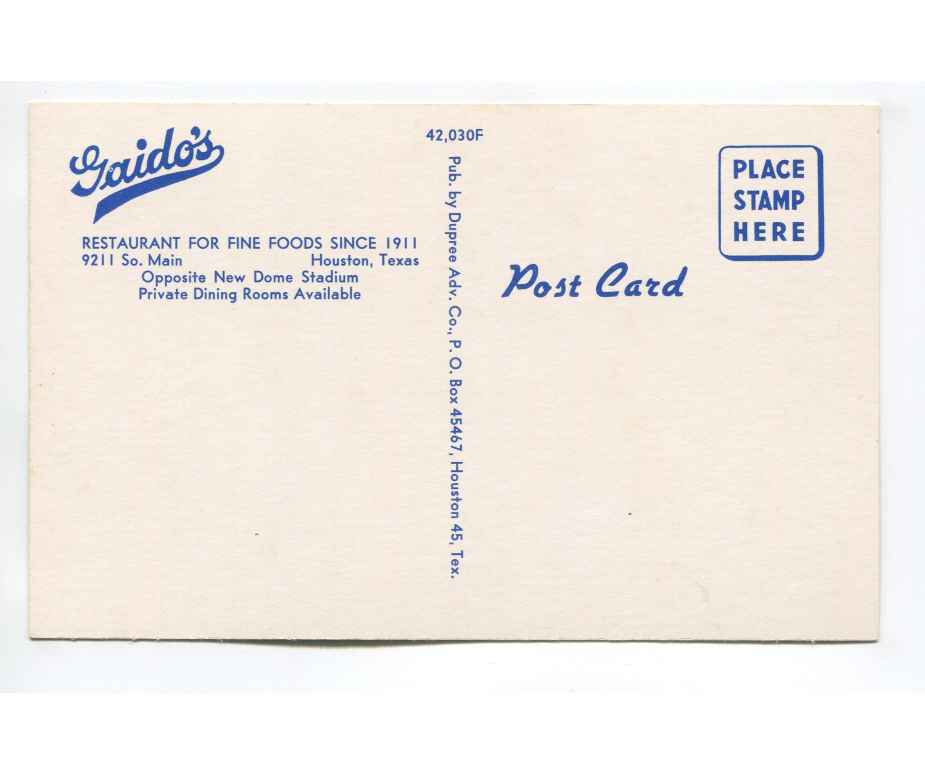 Gaido's
RESTAURANT FOR FINE FOODS SINCE 1911
9211 So. Main Houston, Texas
Opposite New Dome Stadium
Private Dining Rooms Available
42,030F
Pub. by Dupree Adv. Co., P. O. Box 45467, Houston 45, Tex.
PLACE
STAMP
HERE
Post Card